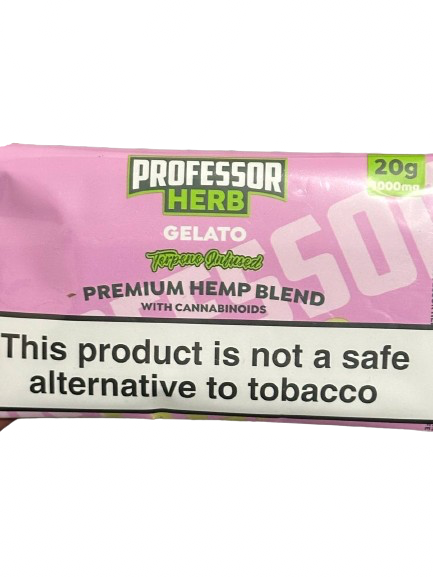 PROFESSOR
HERB
20g
1000mg
GELATO
Terpene Infused
PREMIUM HEMP BLEND
WITH CANNABINOIDS
This product is not a safe
alternative to tobacco